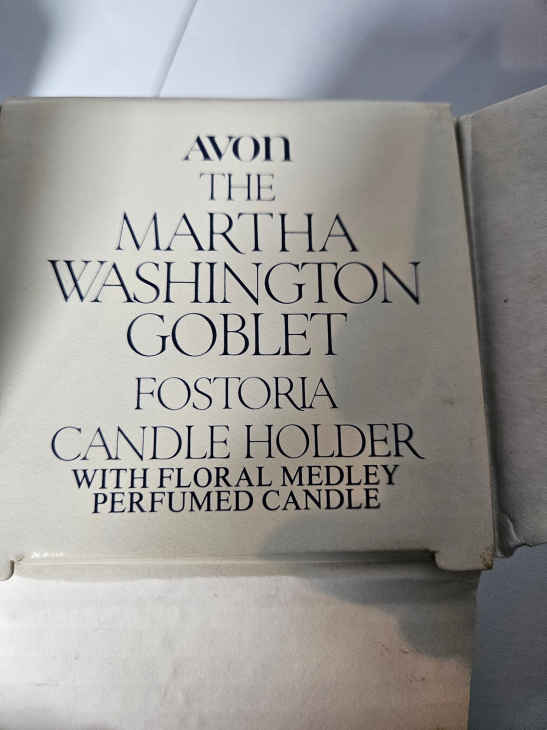 AVON
THE
MARTHA
WASHINGTON
GOBLET
FOSTORIA
CANDLE HOLDER
WITH FLORAL MEDLEY
PERFUMED CANDLE